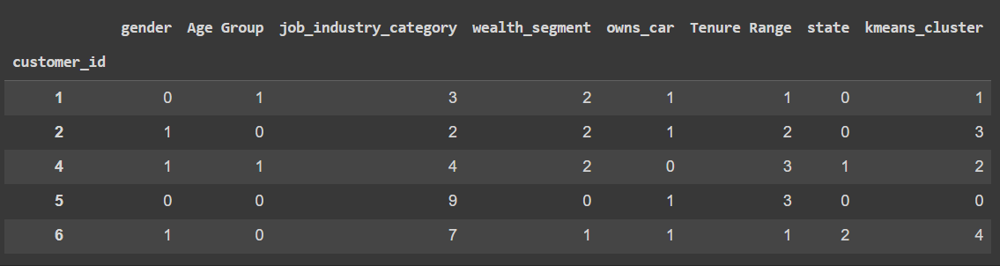 gender Age Group job_industry_category wealth_segment owns_car Tenure Range state kmeans_cluster
customer_id
1 0 1 3 2 1 1 0 1
2 1 0 2 2 1 2 0 3
4 1 1 4 2 0 3 1 2
5 0 0 9 0 1 3 0 0
6 1 0 7 1 1 1 2 4